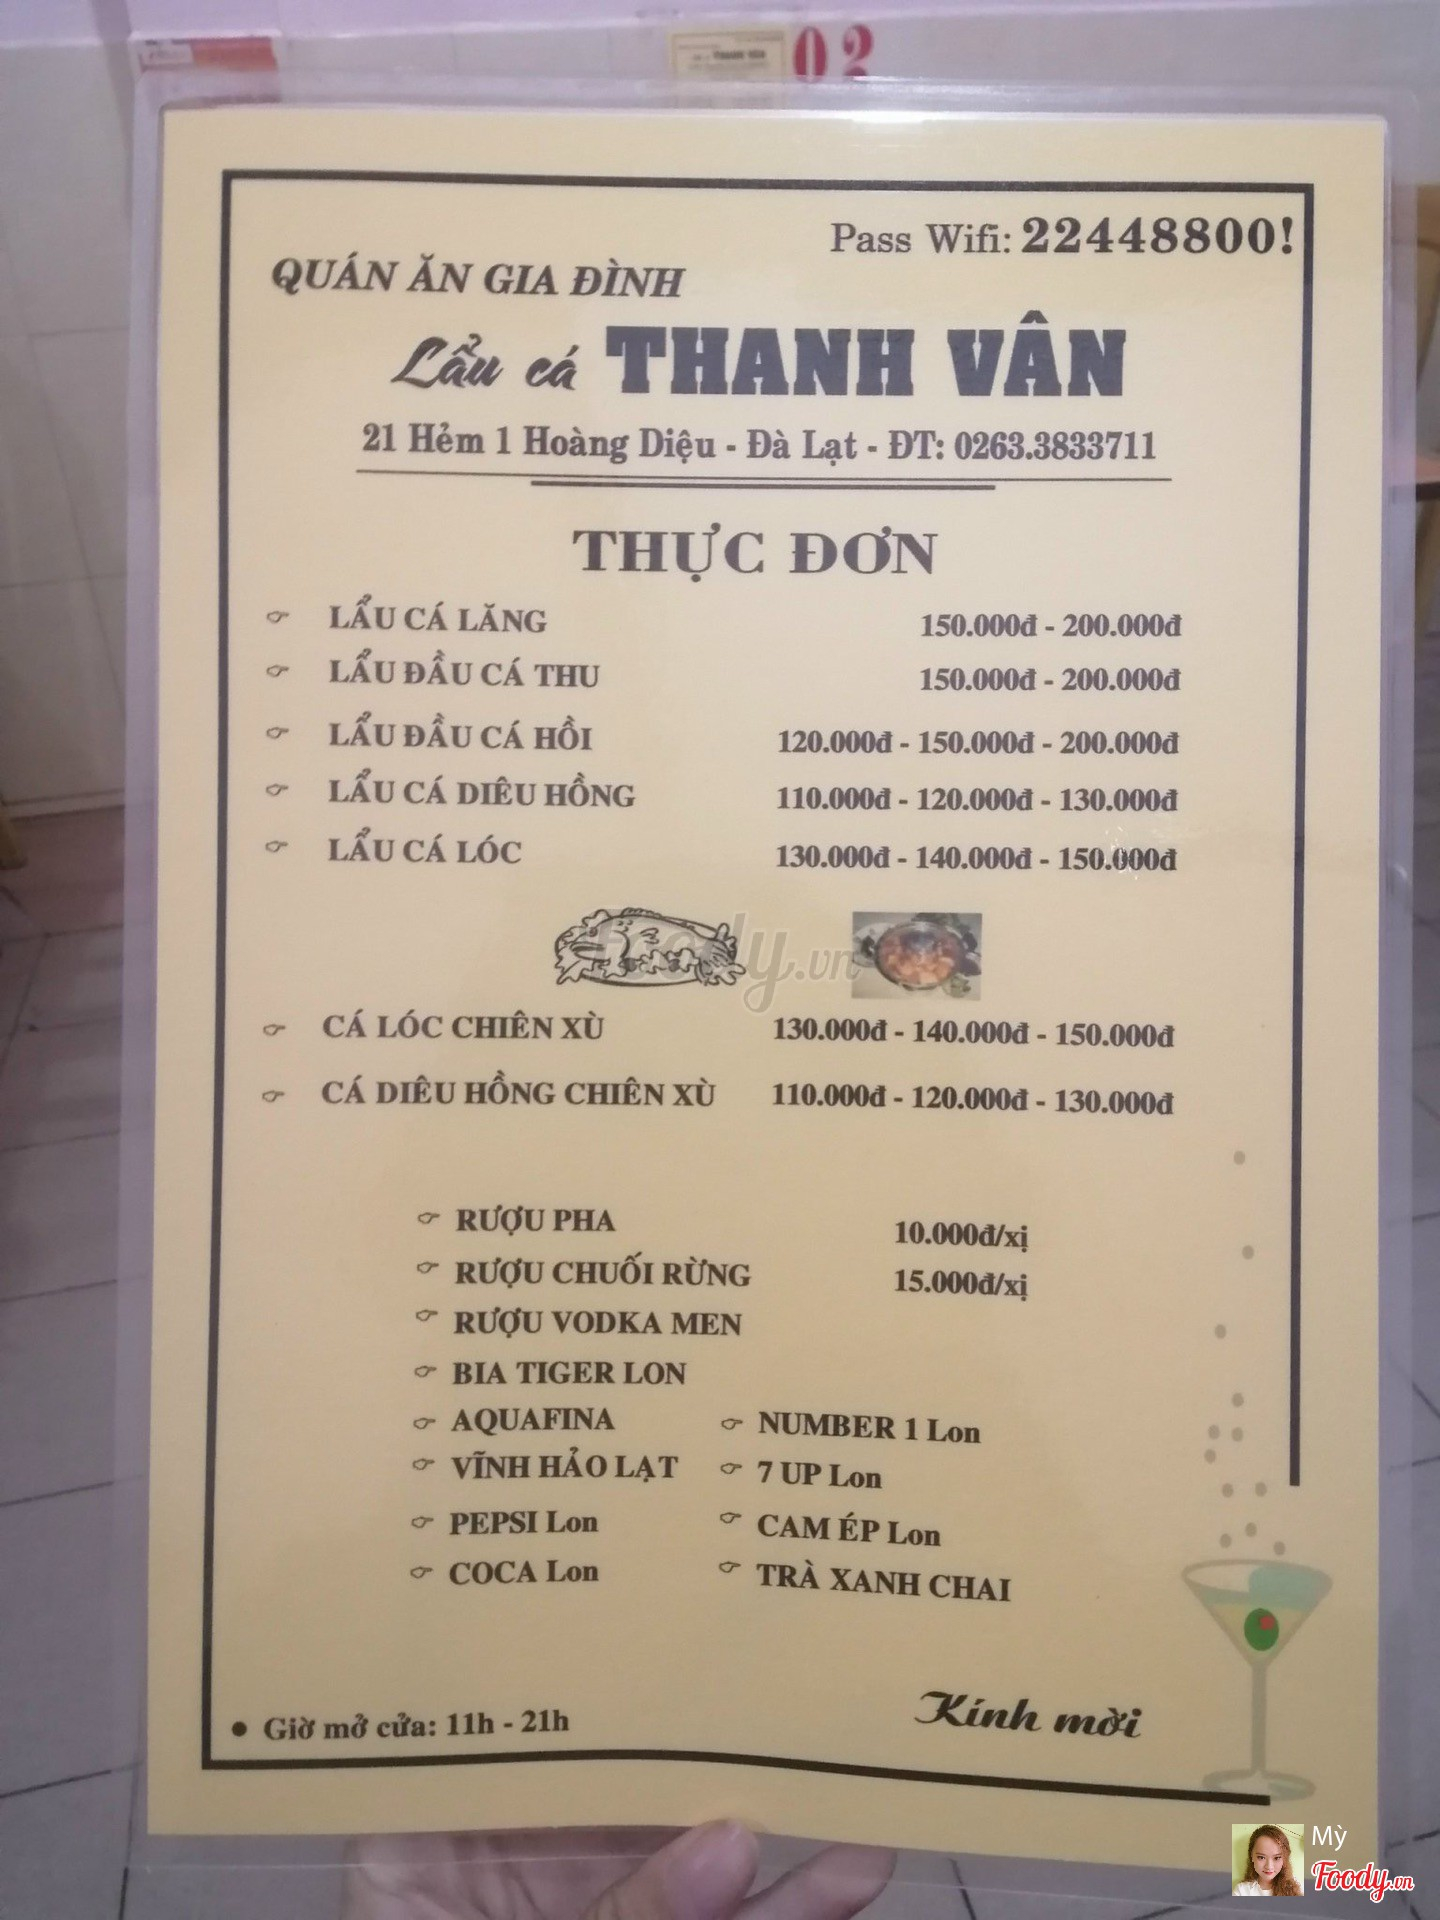 02
Pass Wifi: 22448800!
QUÁN ĂN GIA ĐÌNH
Lẩu cá THANH VÂN
21 Hẻm 1 Hoàng Diệu - Đà Lạt - ĐT: 0263.3833711
THỰC ĐƠN
LẨU CÁ LĂNG 150.000đ - 200.000đ
LẨU ĐẦU CÁ THU 150.000đ - 200.000đ
LẨU ĐẦU CÁ HỒI 120.000đ - 150.000đ - 200.000đ
LẨU CÁ DIÊU HỒNG 110.000đ - 120.000đ - 130.000đ
LẨU CÁ LÓC 130.000đ - 140.000đ - 150.000đ
foody.vn
CÁ LÓC CHIÊN XÙ 130.000đ - 140.000đ - 150.000đ
CÁ DIÊU HỒNG CHIÊN XÙ 110.000đ - 120.000đ - 130.000đ
RƯỢU PHA 10.000đ/xị
RƯỢU CHUỐI RỪNG 15.000đ/xị
RƯỢU VODKA MEN
BIA TIGER LON
AQUAFINA NUMBER 1 Lon
VĨNH HẢO LẠT 7 UP Lon
PEPSI Lon CAM ÉP Lon
COCA Lon TRÀ XANH CHAI
• Giờ mở cửa: 11h - 21h Kính mời
Mỳ
Foody.vn